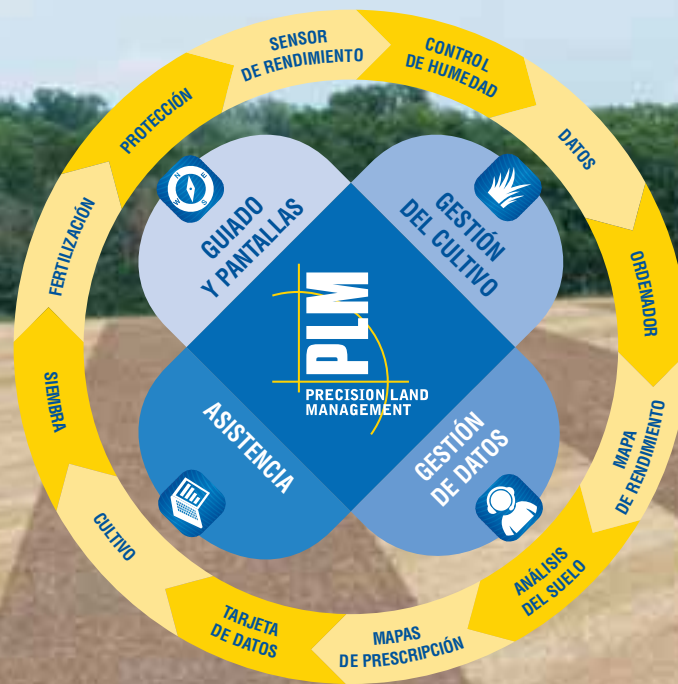 SENSOR
DE RENDIMIENTO
CONTROL
DE HUMEDAD
DATOS
ORDENADOR
MAPA
DE RENDIMIENTO
ANÁLISIS
DEL SUELO
MAPAS
DE PRESCRIPCIÓN
TARJETA
DE DATOS
CULTIVO
SIEMBRA
FERTILIZACIÓN
PROTECCIÓN
N
E
S
W
GUIADO
Y PANTALLAS
GESTIÓN
DEL CULTIVO
PLM
PRECISION LAND
MANAGEMENT
ASISTENCIA
GESTIÓN
DE DATOS